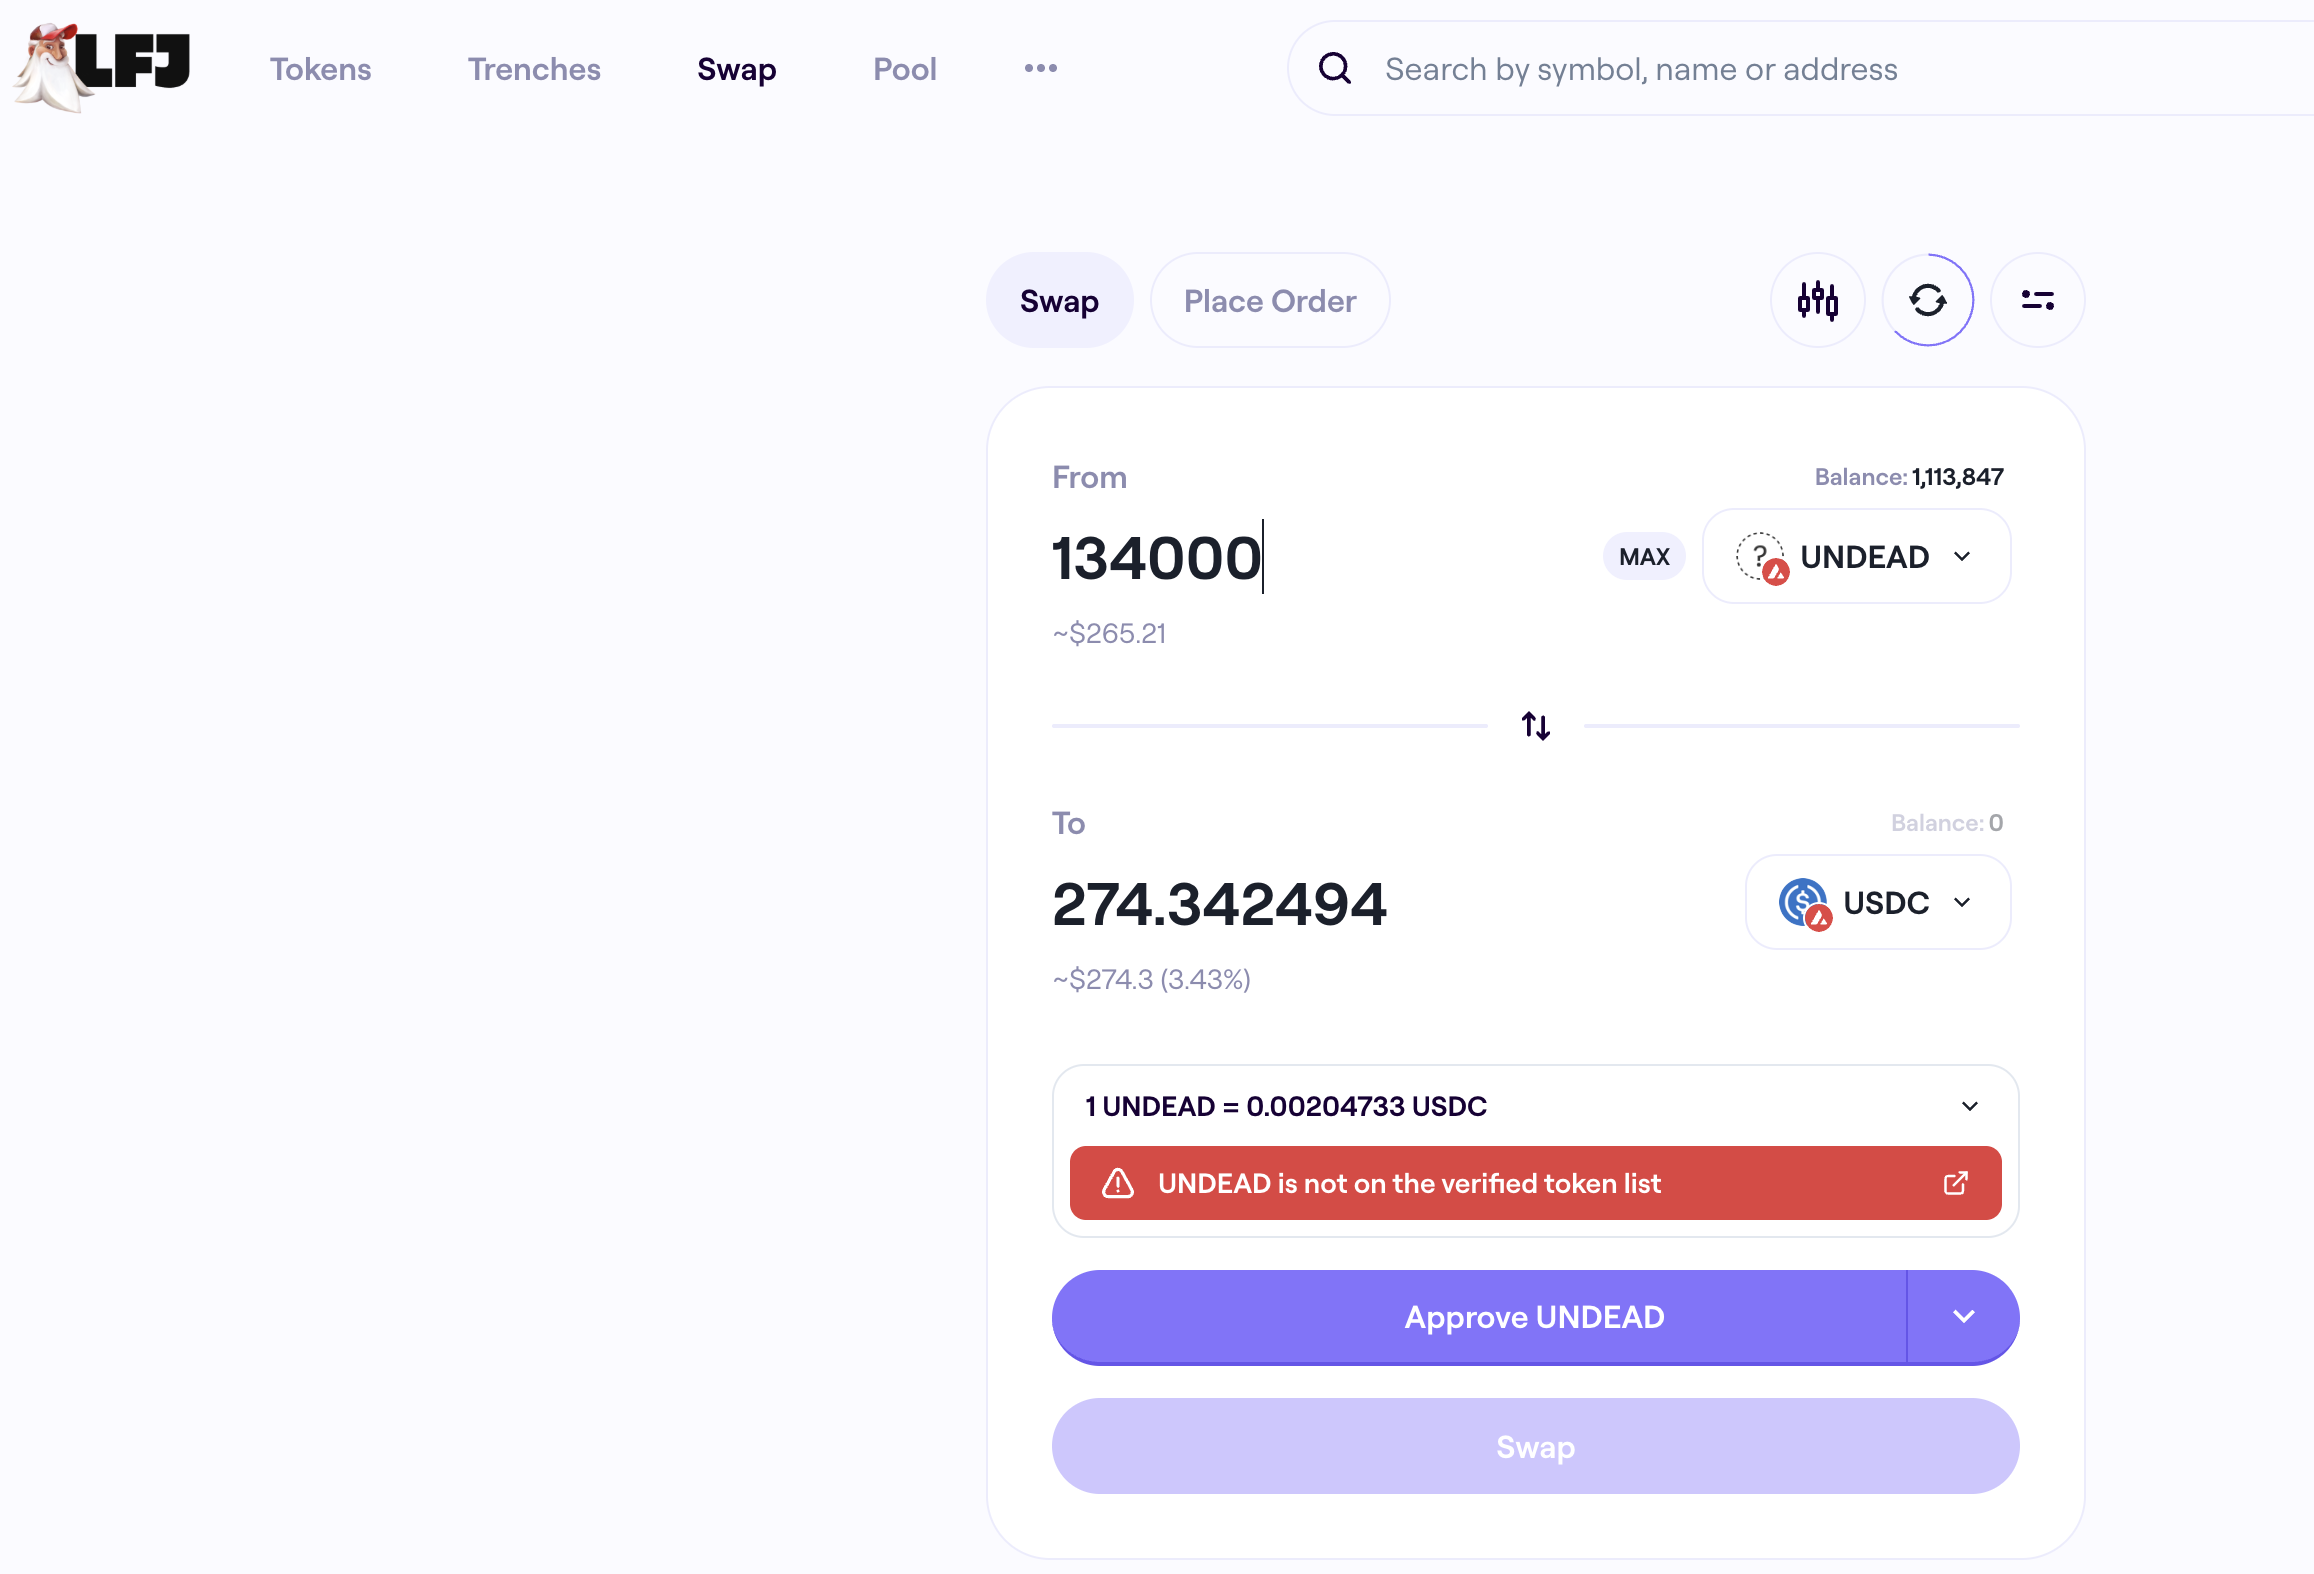 LFJ
Tokens Trenches Swap Pool ••• Search by symbol, name or address
Swap Place Order
From Balance: 1,113,847
134000 MAX ? UNDEAD
~$265.21
To Balance: 0
274.342494 $ USDC
~$274.3 (3.43%)
1 UNDEAD = 0.00204733 USDC
UNDEAD is not on the verified token list
Approve UNDEAD
Swap